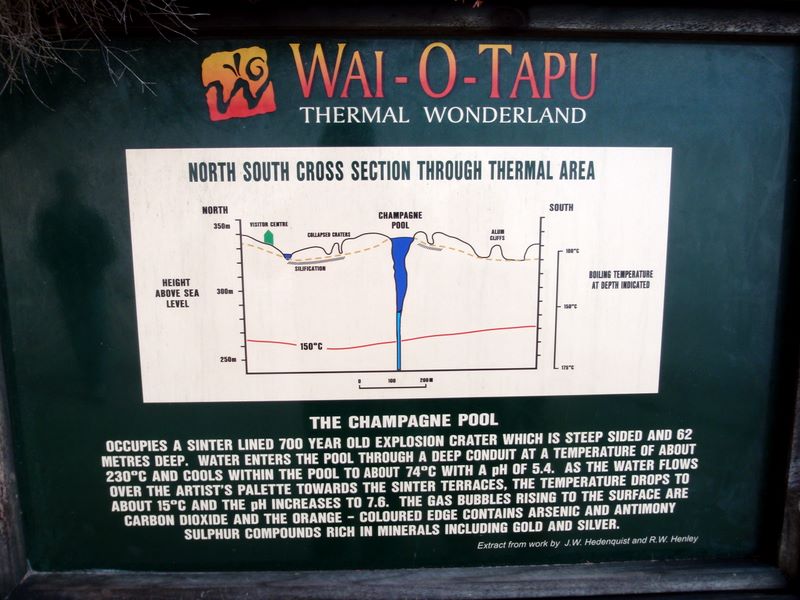 WAI-O-TAPU
THERMAL WONDERLAND
NORTH SOUTH CROSS SECTION THROUGH THERMAL AREA
NORTH
SOUTH
CHAMPAGNE
POOL
350m
VISITOR CENTRE
COLLAPSED CRATERS
ALUM
CLIFFS
SILIFICATION
100°C
HEIGHT
ABOVE SEA
LEVEL
300m
BOILING TEMPERATURE
AT DEPTH INDICATED
150°C
150°C
250m
175°C
0 100 200M
THE CHAMPAGNE POOL
OCCUPIES A SINTER LINED 700 YEAR OLD EXPLOSION CRATER WHICH IS STEEP SIDED AND 62
METRES DEEP. WATER ENTERS THE POOL THROUGH A DEEP CONDUIT AT A TEMPERATURE OF ABOUT
230°C AND COOLS WITHIN THE POOL TO ABOUT 74°C WITH A pH OF 5.4. AS THE WATER FLOWS
OVER THE ARTIST'S PALETTE TOWARDS THE SINTER TERRACES, THE TEMPERATURE DROPS TO
ABOUT 15°C AND THE pH INCREASES TO 7.6. THE GAS BUBBLES RISING TO THE SURFACE ARE
CARBON DIOXIDE AND THE ORANGE - COLOURED EDGE CONTAINS ARSENIC AND ANTIMONY
SULPHUR COMPOUNDS RICH IN MINERALS INCLUDING GOLD AND SILVER.
Extract from work by J.W. Hedenquist and R.W. Henley